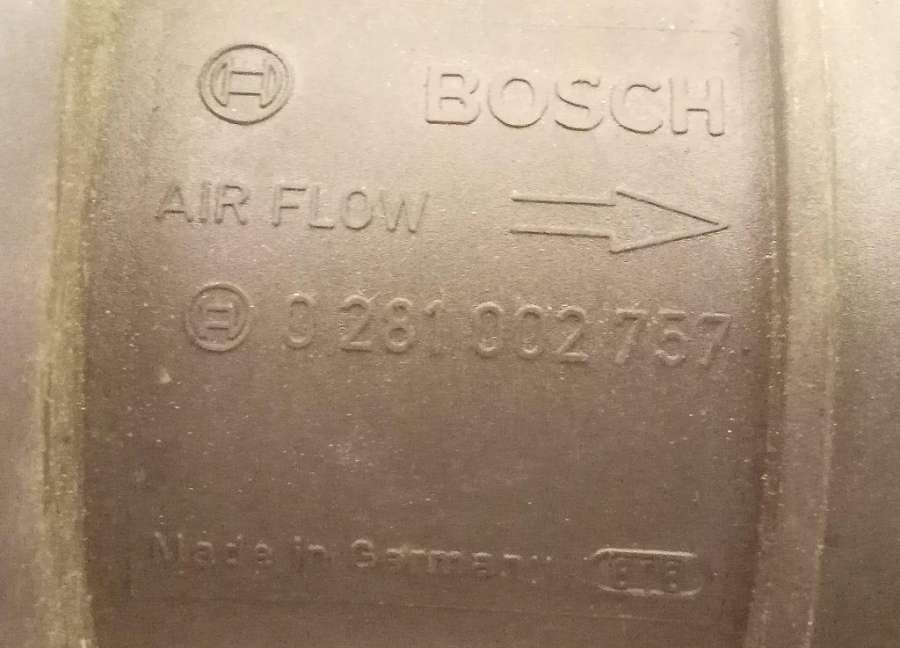 BOSCH
AIR FLOW
0 281 002 757
Made in Germany